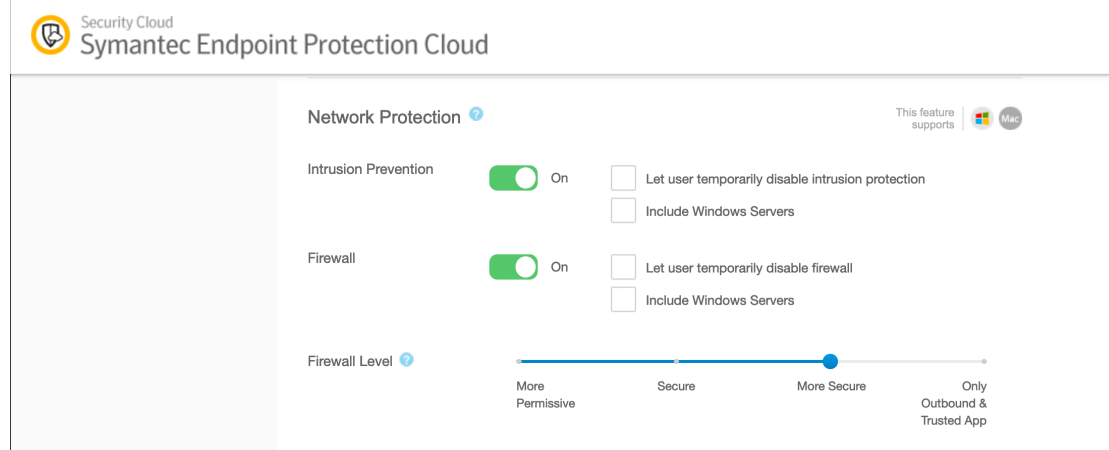 Security Cloud
Symantec Endpoint Protection Cloud
Network Protection ?
This feature
supports
Mac
Intrusion Prevention
On
Let user temporarily disable intrusion protection
Include Windows Servers
Firewall
On
Let user temporarily disable firewall
Include Windows Servers
Firewall Level ?
More
Permissive
Secure
More Secure
Only
Outbound &
Trusted App